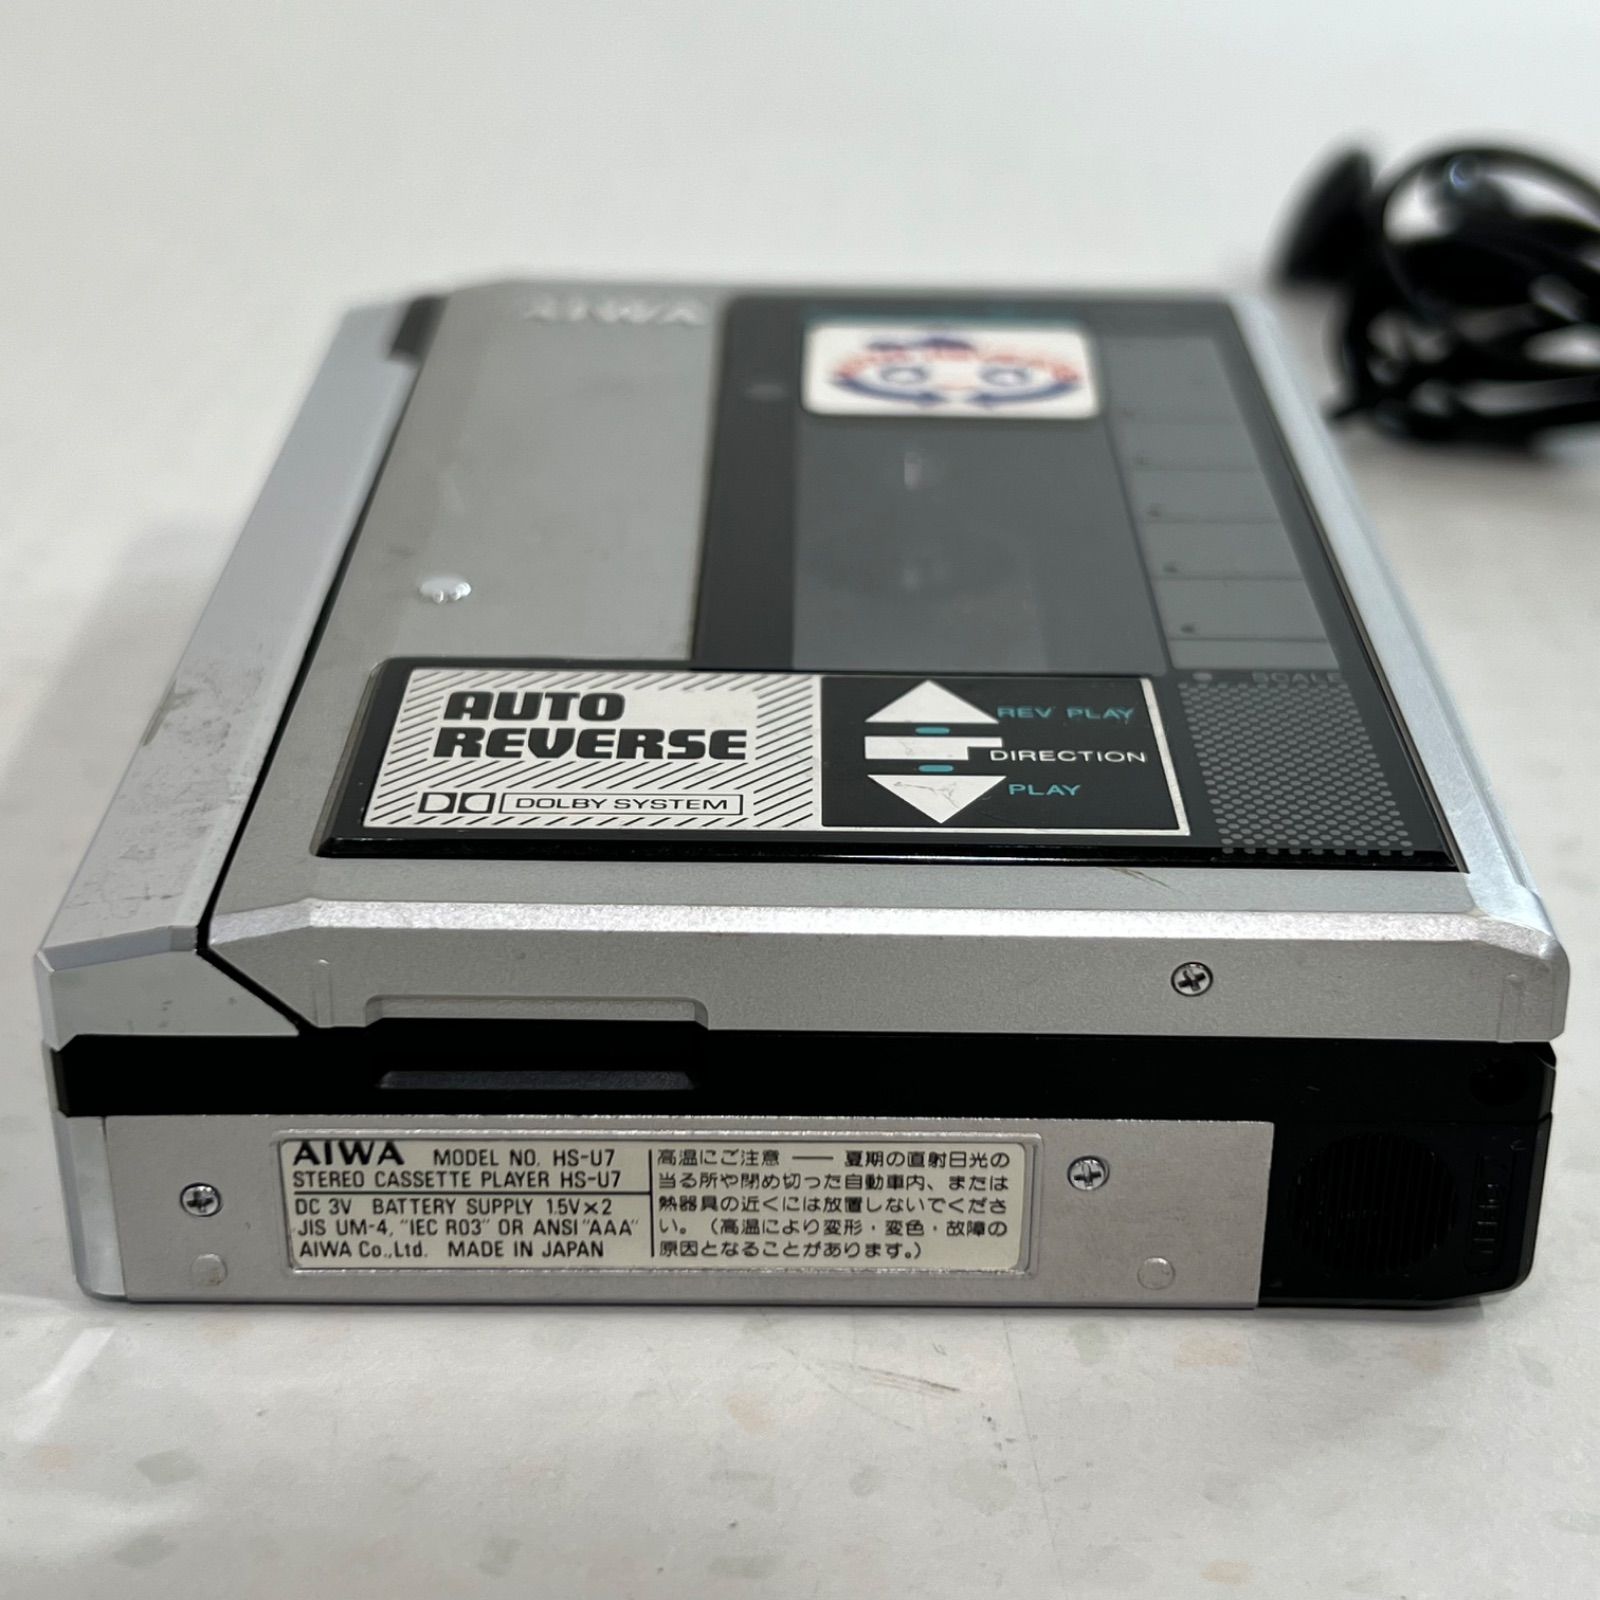 AIWA
SCALE
AUTO
REVERSE
DOLBY SYSTEM
REV PLAY
DIRECTION
PLAY
AIWA MODEL NO. HS-U7
STEREO CASSETTE PLAYER HS-U7
DC 3V BATTERY SUPPLY 1.5V×2
JIS UM-4, "IEC R03" OR ANSI "AAA"
AIWA Co., Ltd. MADE IN JAPAN
高温にご注意 — 夏期の直射日光の
当る所や閉め切った自動車内、または
熱器具の近くには放置しないでくださ
い。（高温により変形・変色・故障の
原因となることがあります。）